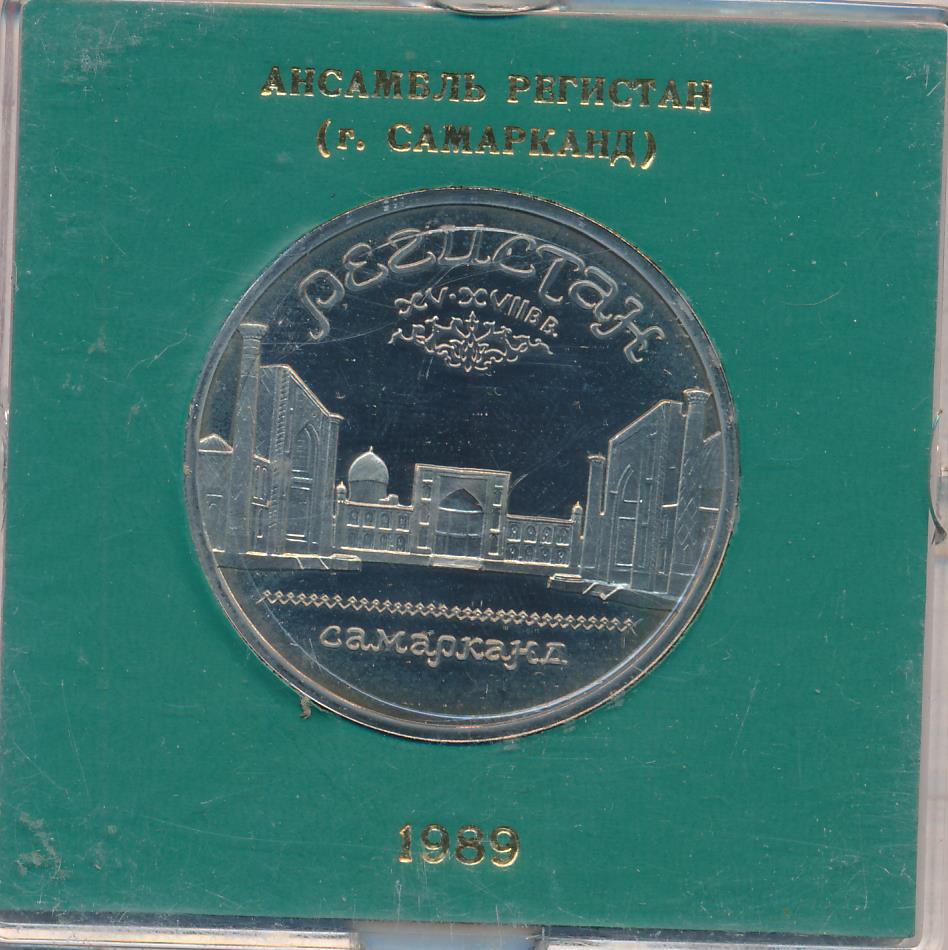 АНСАМБЛЬ РЕГИСТАН
(г. САМАРКАНД)
РЕГИСТАН
XV-XVII В В.
САМАРКАНД
1989